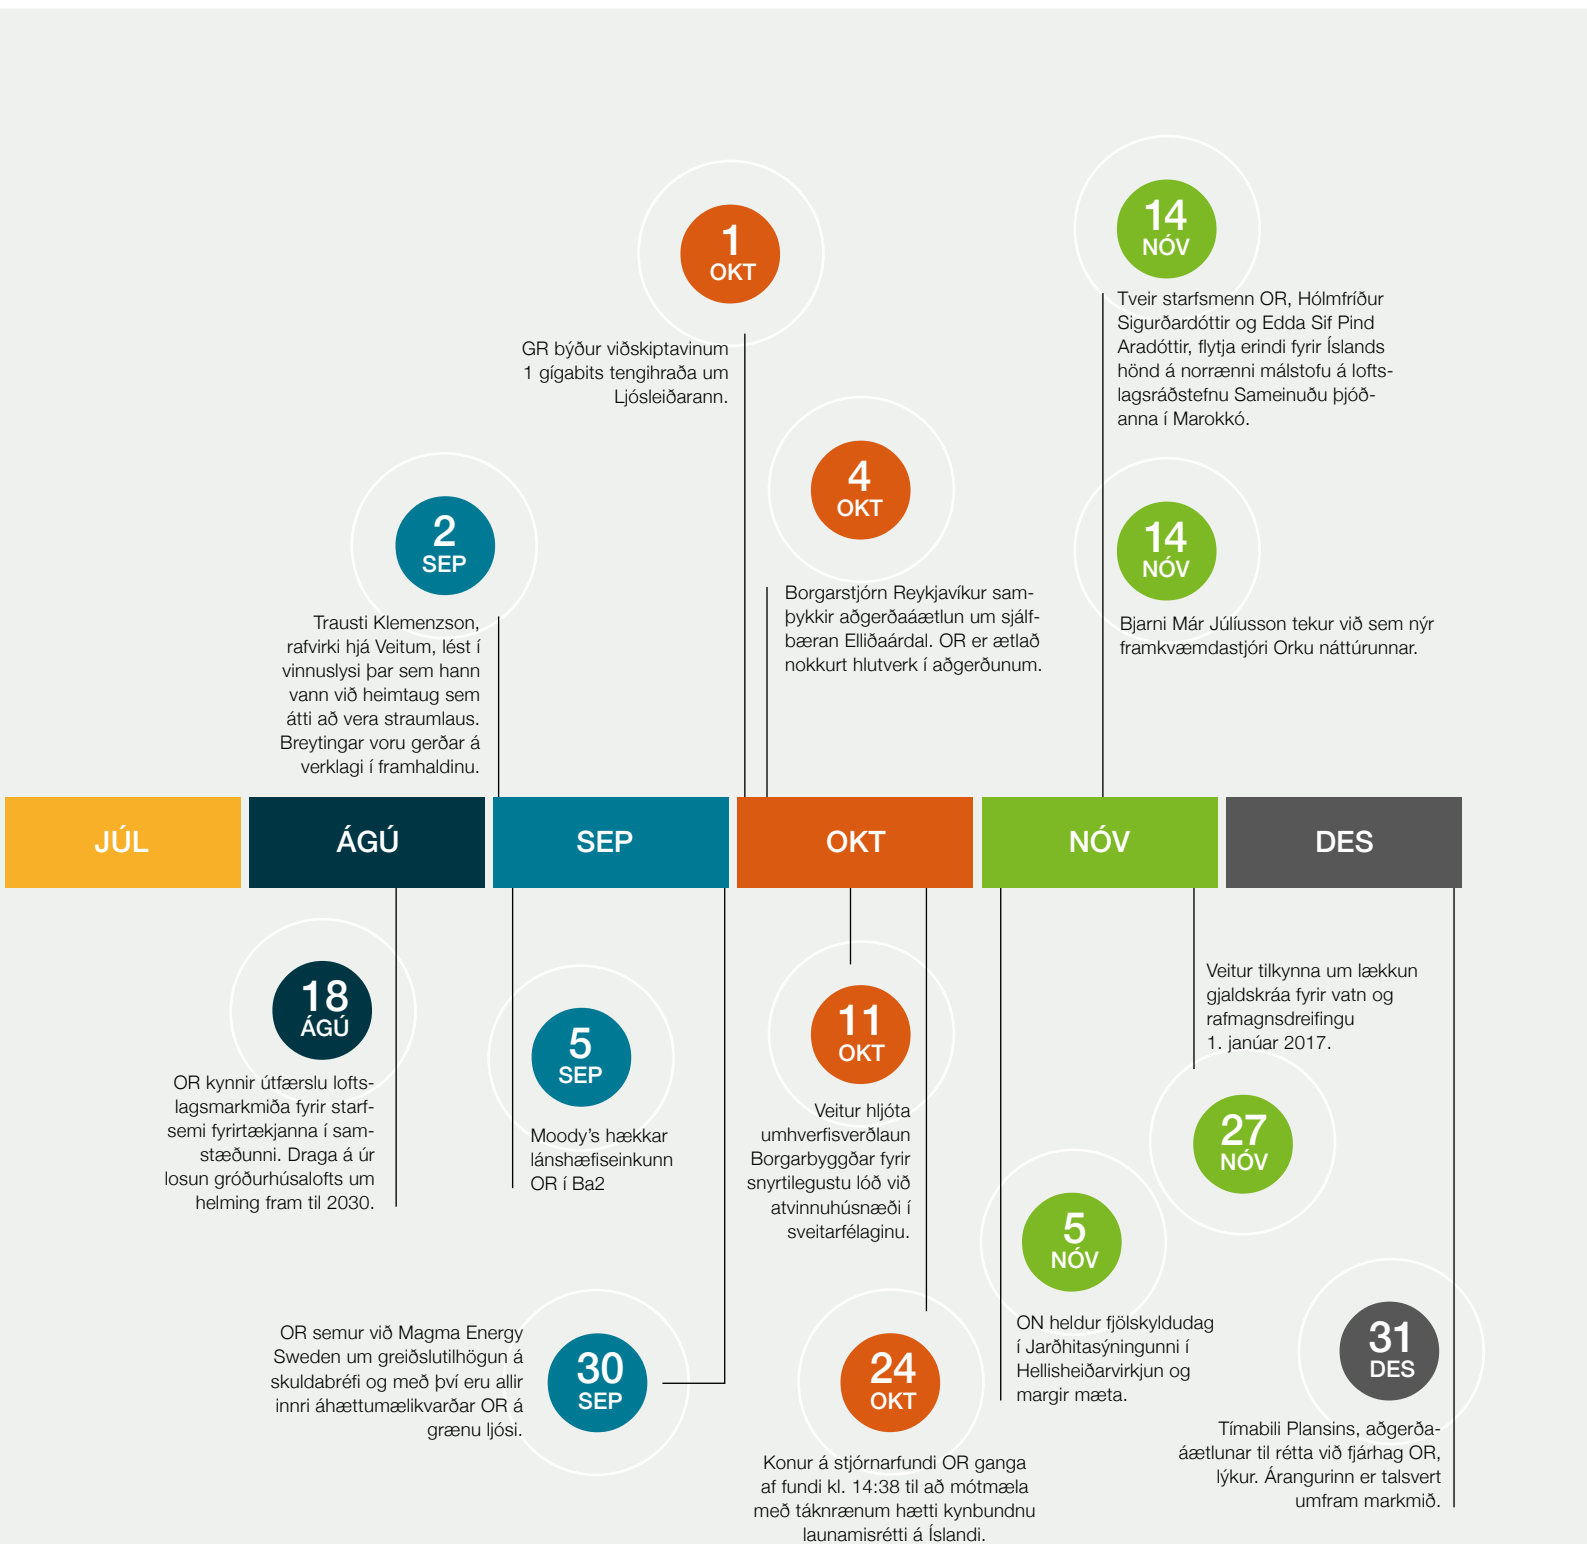 1
OKT
GR býður viðskiptavinum
1 gígabits tengihraða um
Ljósleiðarann.
14
NÓV
Tveir starfsmenn OR, Hólmfríður
Sigurðardóttir og Edda Sif Pind
Aradóttir, flytja erindi fyrir Íslands
hönd á norrænni málstofu á lofts-
lagsráðstefnu Sameinuðu þjóð-
anna í Marokkó.
2
SEP
Trausti Klemenzson,
rafvirki hjá Veitum, lést í
vinnuslysi þar sem hann
vann við heimtaug sem
átti að vera straumlaus.
Breytingar voru gerðar á
verklagi í framhaldinu.
4
OKT
Borgarstjórn Reykjavíkur sam-
þykkir aðgerðaáætlun um sjálf-
bæran Elliðaárdal. OR er ætlað
nokkurt hlutverk í aðgerðunum.
14
NÓV
Bjarni Már Júlíusson tekur við sem nýr
framkvæmdastjóri Orku náttúrunnar.
JÚL
ÁGÚ
SEP
OKT
NÓV
DES
18
ÁGÚ
OR kynnir útfærslu lofts-
lagsmarkmiða fyrir starf-
semi fyrirtækjanna í sam-
stæðunni. Draga á úr
losun gróðurhúsalofts um
helming fram til 2030.
5
SEP
Moody's hækkar
lánshæfiseinkunn
OR í Ba2
11
OKT
Veitur hljóta
umhverfisverðlaun
Borgarbyggðar fyrir
snyrtilegustu lóð við
atvinnuhúsnæði í
sveitarfélaginu.
Veitur tilkynna um lækkun
gjaldskráa fyrir vatn og
rafmagnsdreifingu
1. janúar 2017.
27
NÓV
5
NÓV
ON heldur fjölskyldudag
í Jarðhitasýningunni í
Hellisheiðarvirkjun og
margir mæta.
OR semur við Magma Energy
Sweden um greiðslutilhögun á
skuldabréfi og með því eru allir
innri áhættumælikvarðar OR á
grænu ljósi.
30
SEP
24
OKT
Konur á stjórnarfundi OR ganga
af fundi kl. 14:38 til að mótmæla
með táknrænum hætti kynbundnu
launamisrétti á Íslandi.
31
DES
Tímabili Plansins, aðgerða-
áætlunar til rétta við fjárhag OR,
lýkur. Árangurinn er talsvert
umfram markmið.